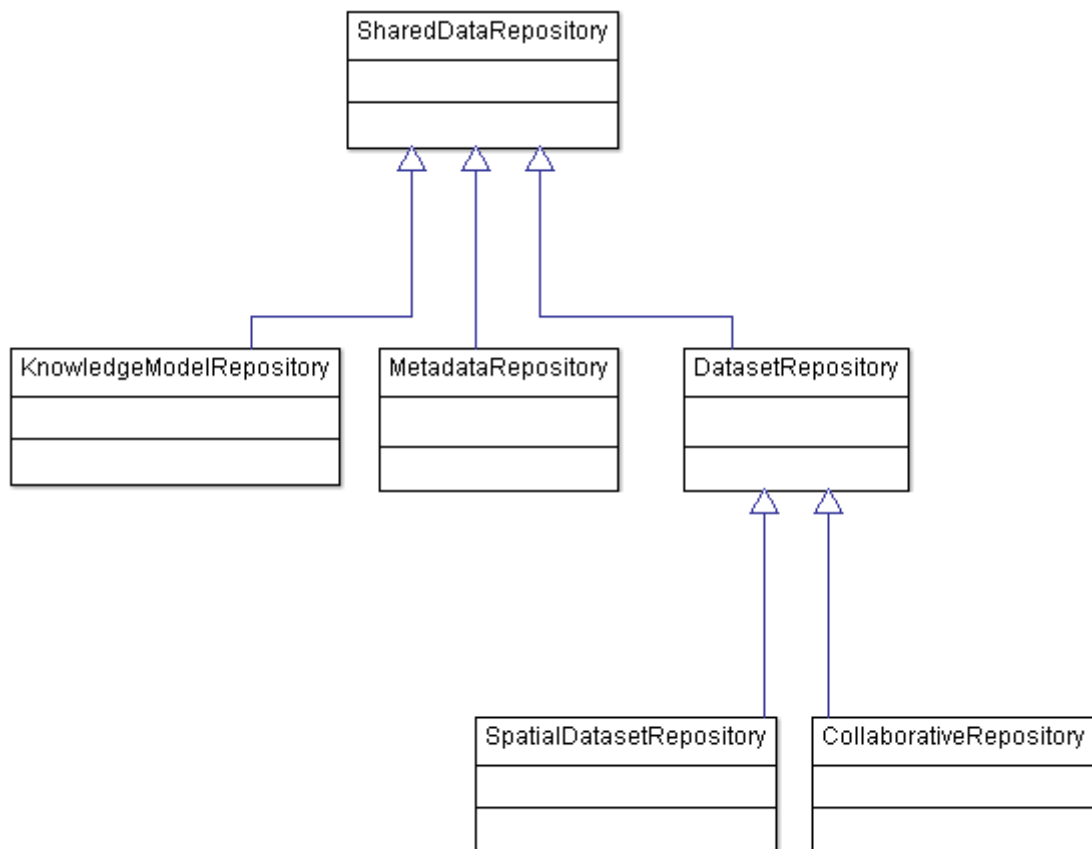 SharedDataRepository
KnowledgeModelRepository
MetadataRepository
DatasetRepository
SpatialDatasetRepository
CollaborativeRepository